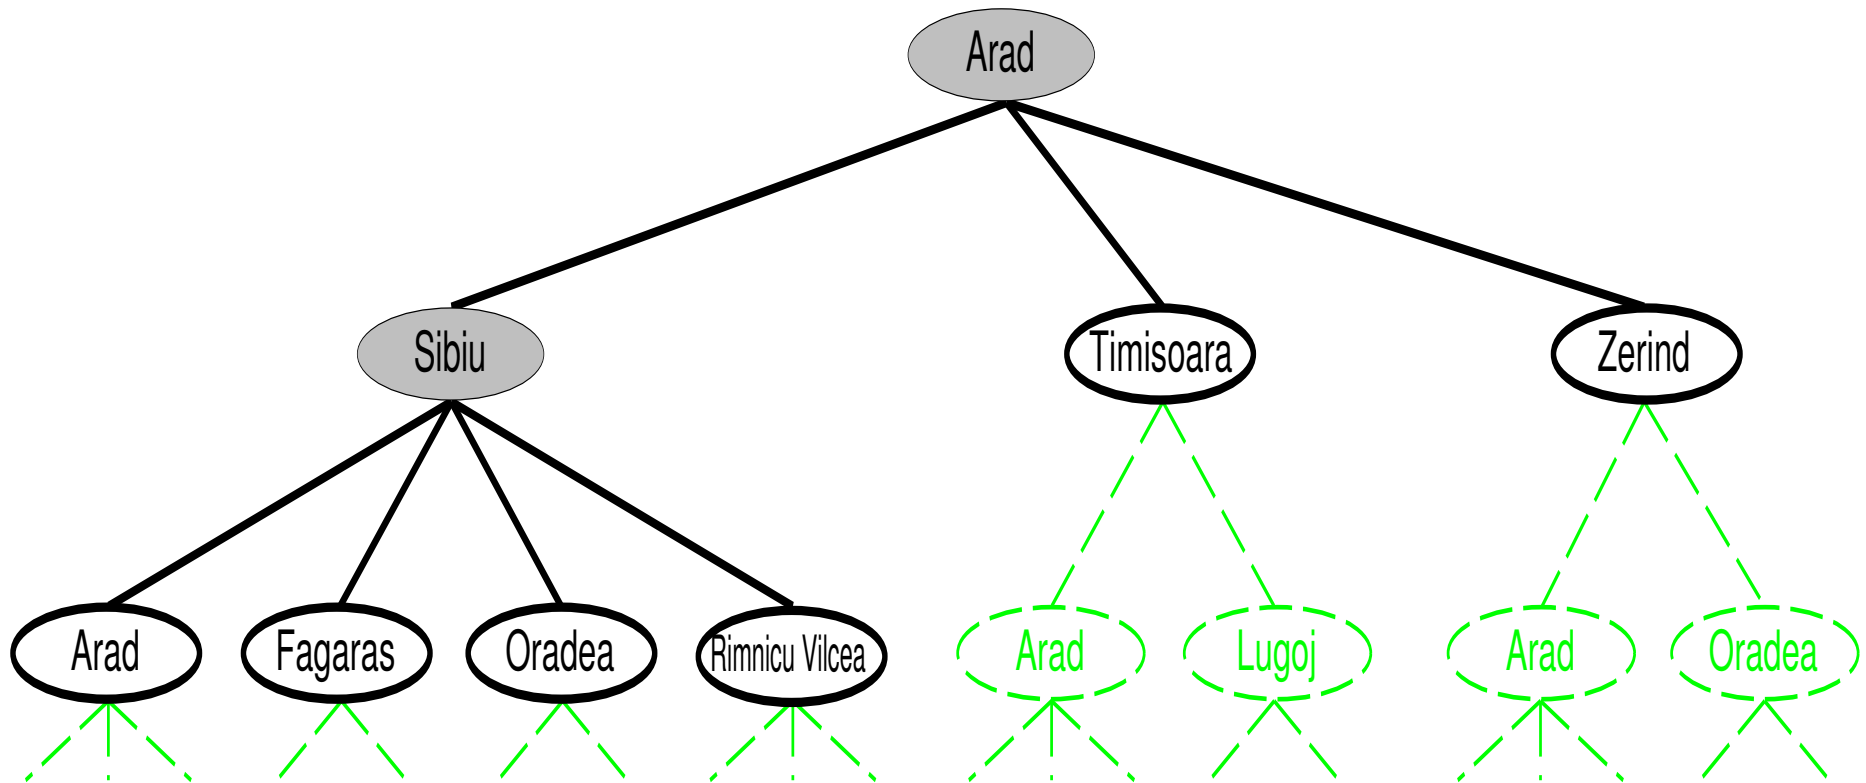 Arad
Sibiu
Timisoara
Zerind
Arad
Fagaras
Oradea
Rimnicu Vilcea
Arad
Lugoj
Arad
Oradea